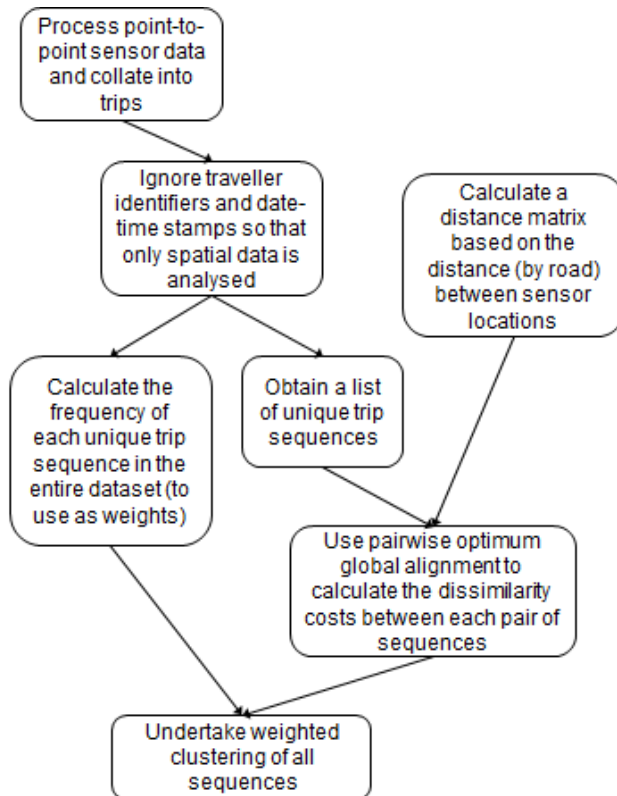 Process point-to-
point sensor data
and collate into
trips
Ignore traveller
identifiers and date-
time stamps so that
only spatial data is
analysed
Calculate a
distance matrix
based on the
distance (by road)
between sensor
locations
Calculate the
frequency of
each unique trip
sequence in the
entire dataset (to
use as weights)
Obtain a list
of unique trip
sequences
Use pairwise optimum
global alignment to
calculate the dissimilarity
costs between each pair of
sequences
Undertake weighted
clustering of all
sequences